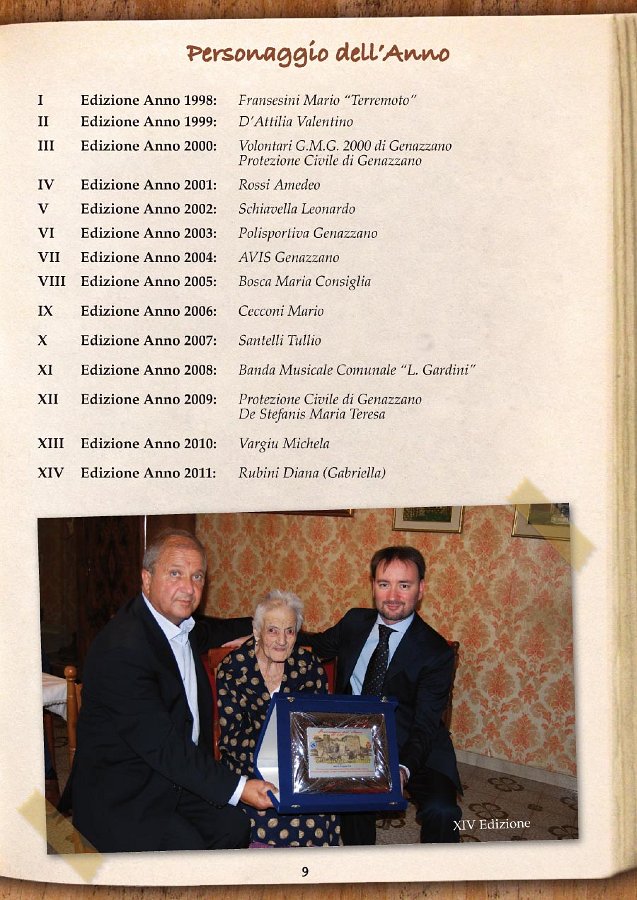 Personaggio dell'Anno
I Edizione Anno 1998: Fransesini Mario "Terremoto"
II Edizione Anno 1999: D'Attilia Valentino
III Edizione Anno 2000: Volontari G.M.G. 2000 di Genazzano
Protezione Civile di Genazzano
IV Edizione Anno 2001: Rossi Amedeo
V Edizione Anno 2002: Schiavella Leonardo
VI Edizione Anno 2003: Polisportiva Genazzano
VII Edizione Anno 2004: AVIS Genazzano
VIII Edizione Anno 2005: Bosca Maria Consiglia
IX Edizione Anno 2006: Cecconi Mario
X Edizione Anno 2007: Santelli Tullio
XI Edizione Anno 2008: Banda Musicale Comunale "L. Gardini"
XII Edizione Anno 2009: Protezione Civile di Genazzano
De Stefanis Maria Teresa
XIII Edizione Anno 2010: Vargiu Michela
XIV Edizione Anno 2011: Rubini Diana (Gabriella)
XIV Edizione
9